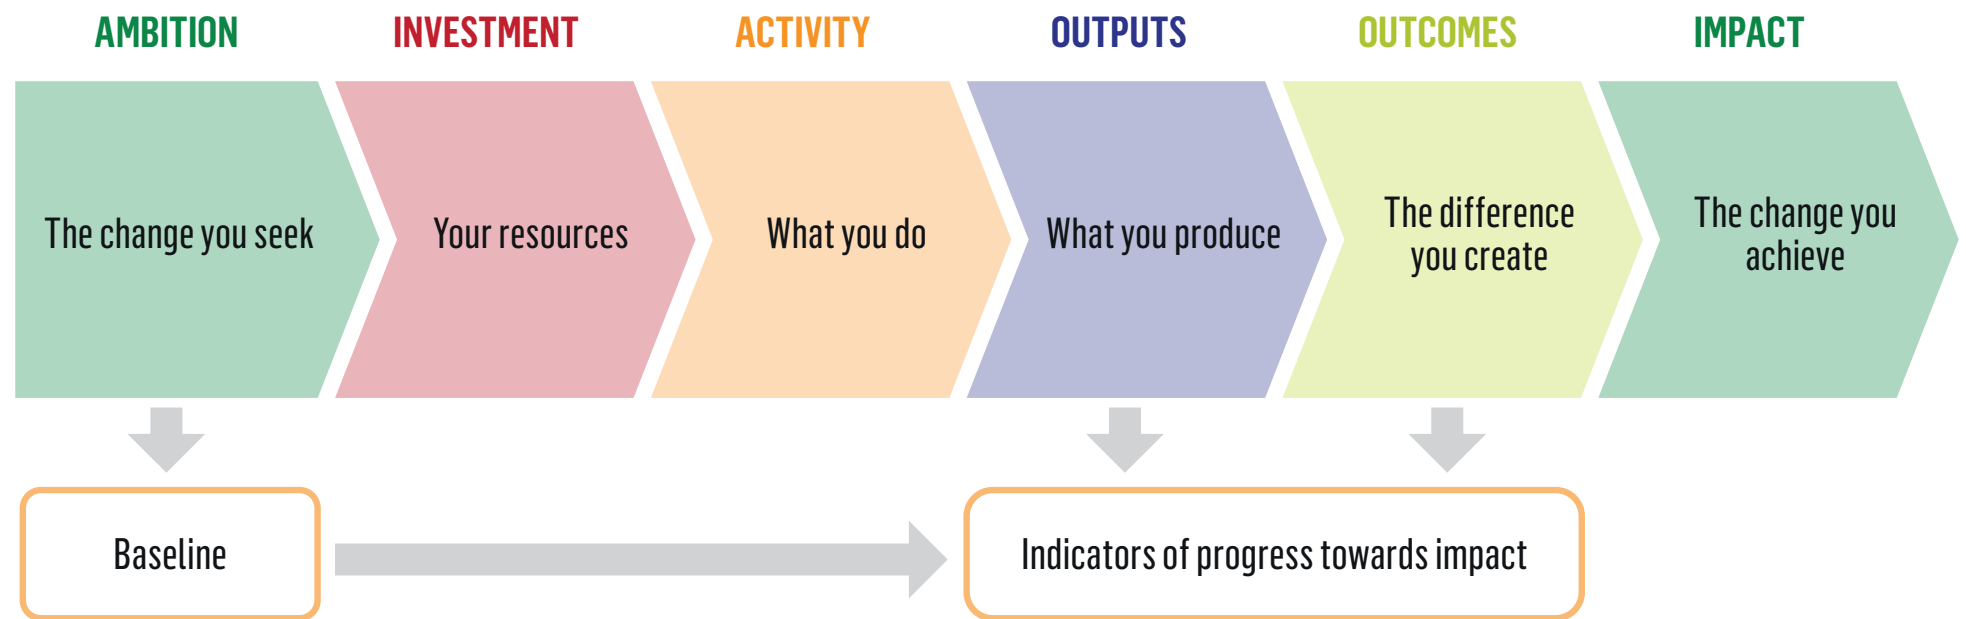 AMBITION
INVESTMENT
ACTIVITY
OUTPUTS
OUTCOMES
IMPACT
The change you seek
Your resources
What you do
What you produce
The difference
you create
The change you
achieve
Baseline
Indicators of progress towards impact